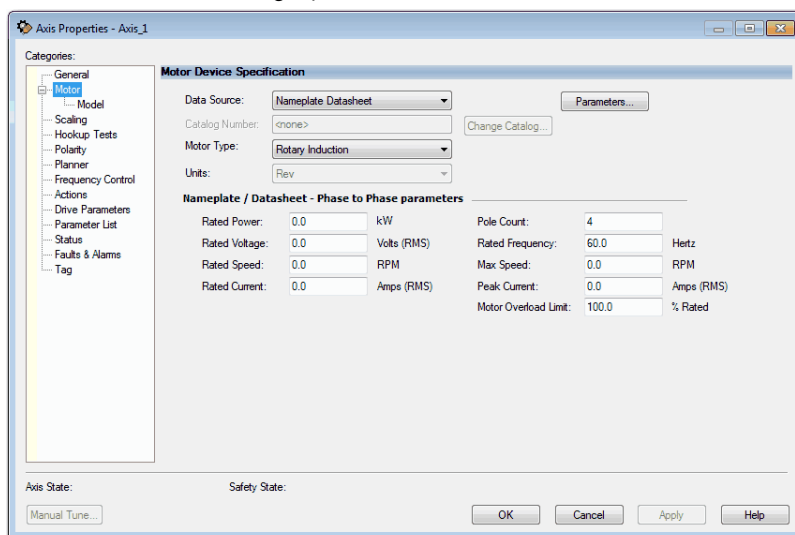 Axis Properties - Axis_1
Categories:
General
Motor
Model
Scaling
Hookup Tests
Polarity
Planner
Frequency Control
Actions
Drive Parameters
Parameter List
Status
Faults & Alarms
Tag
Motor Device Specification
Data Source: Nameplate Datasheet Parameters...
Catalog Number: <none> Change Catalog...
Motor Type: Rotary Induction
Units: Rev
Nameplate / Datasheet - Phase to Phase parameters
Rated Power: 0.0 kW Pole Count: 4
Rated Voltage: 0.0 Volts (RMS) Rated Frequency: 60.0 Hertz
Rated Speed: 0.0 RPM Max Speed: 0.0 RPM
Rated Current: 0.0 Amps (RMS) Peak Current: 0.0 Amps (RMS)
Motor Overload Limit: 100.0 % Rated
Axis State: Safety State:
Manual Tune... OK Cancel Apply Help